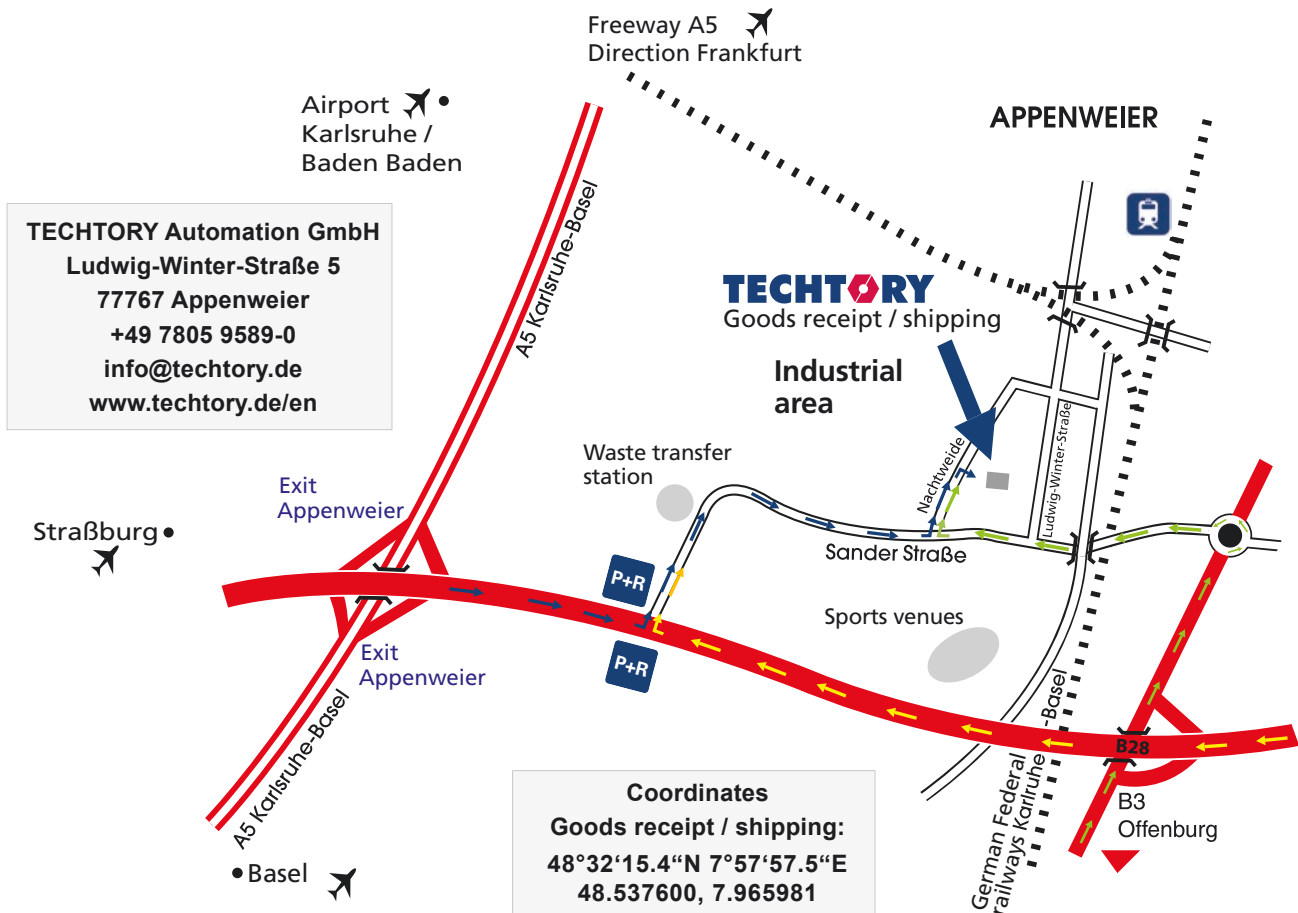 Freeway A5
Direction Frankfurt
Airport
Karlsruhe /
Baden Baden
APPENWEIER
TECHTORY Automation GmbH
Ludwig-Winter-Straße 5
77767 Appenweier
+49 7805 9589-0
info@techtory.de
www.techtory.de/en
A5 Karlsruhe-Basel
TECHTORY
Goods receipt / shipping
Industrial
area
Waste transfer
station
Nachtweide
Ludwig-Winter-Straße
Exit
Appenweier
Straßburg
Sander Straße
P+R
Sports venues
P+R
Exit
Appenweier
A5 Karlsruhe-Basel
B28
German Federal
railways Karlruhe -Basel
B3
Offenburg
Coordinates
Goods receipt / shipping:
48°32‘15.4“N 7°57‘57.5“E
48.537600, 7.965981
Basel